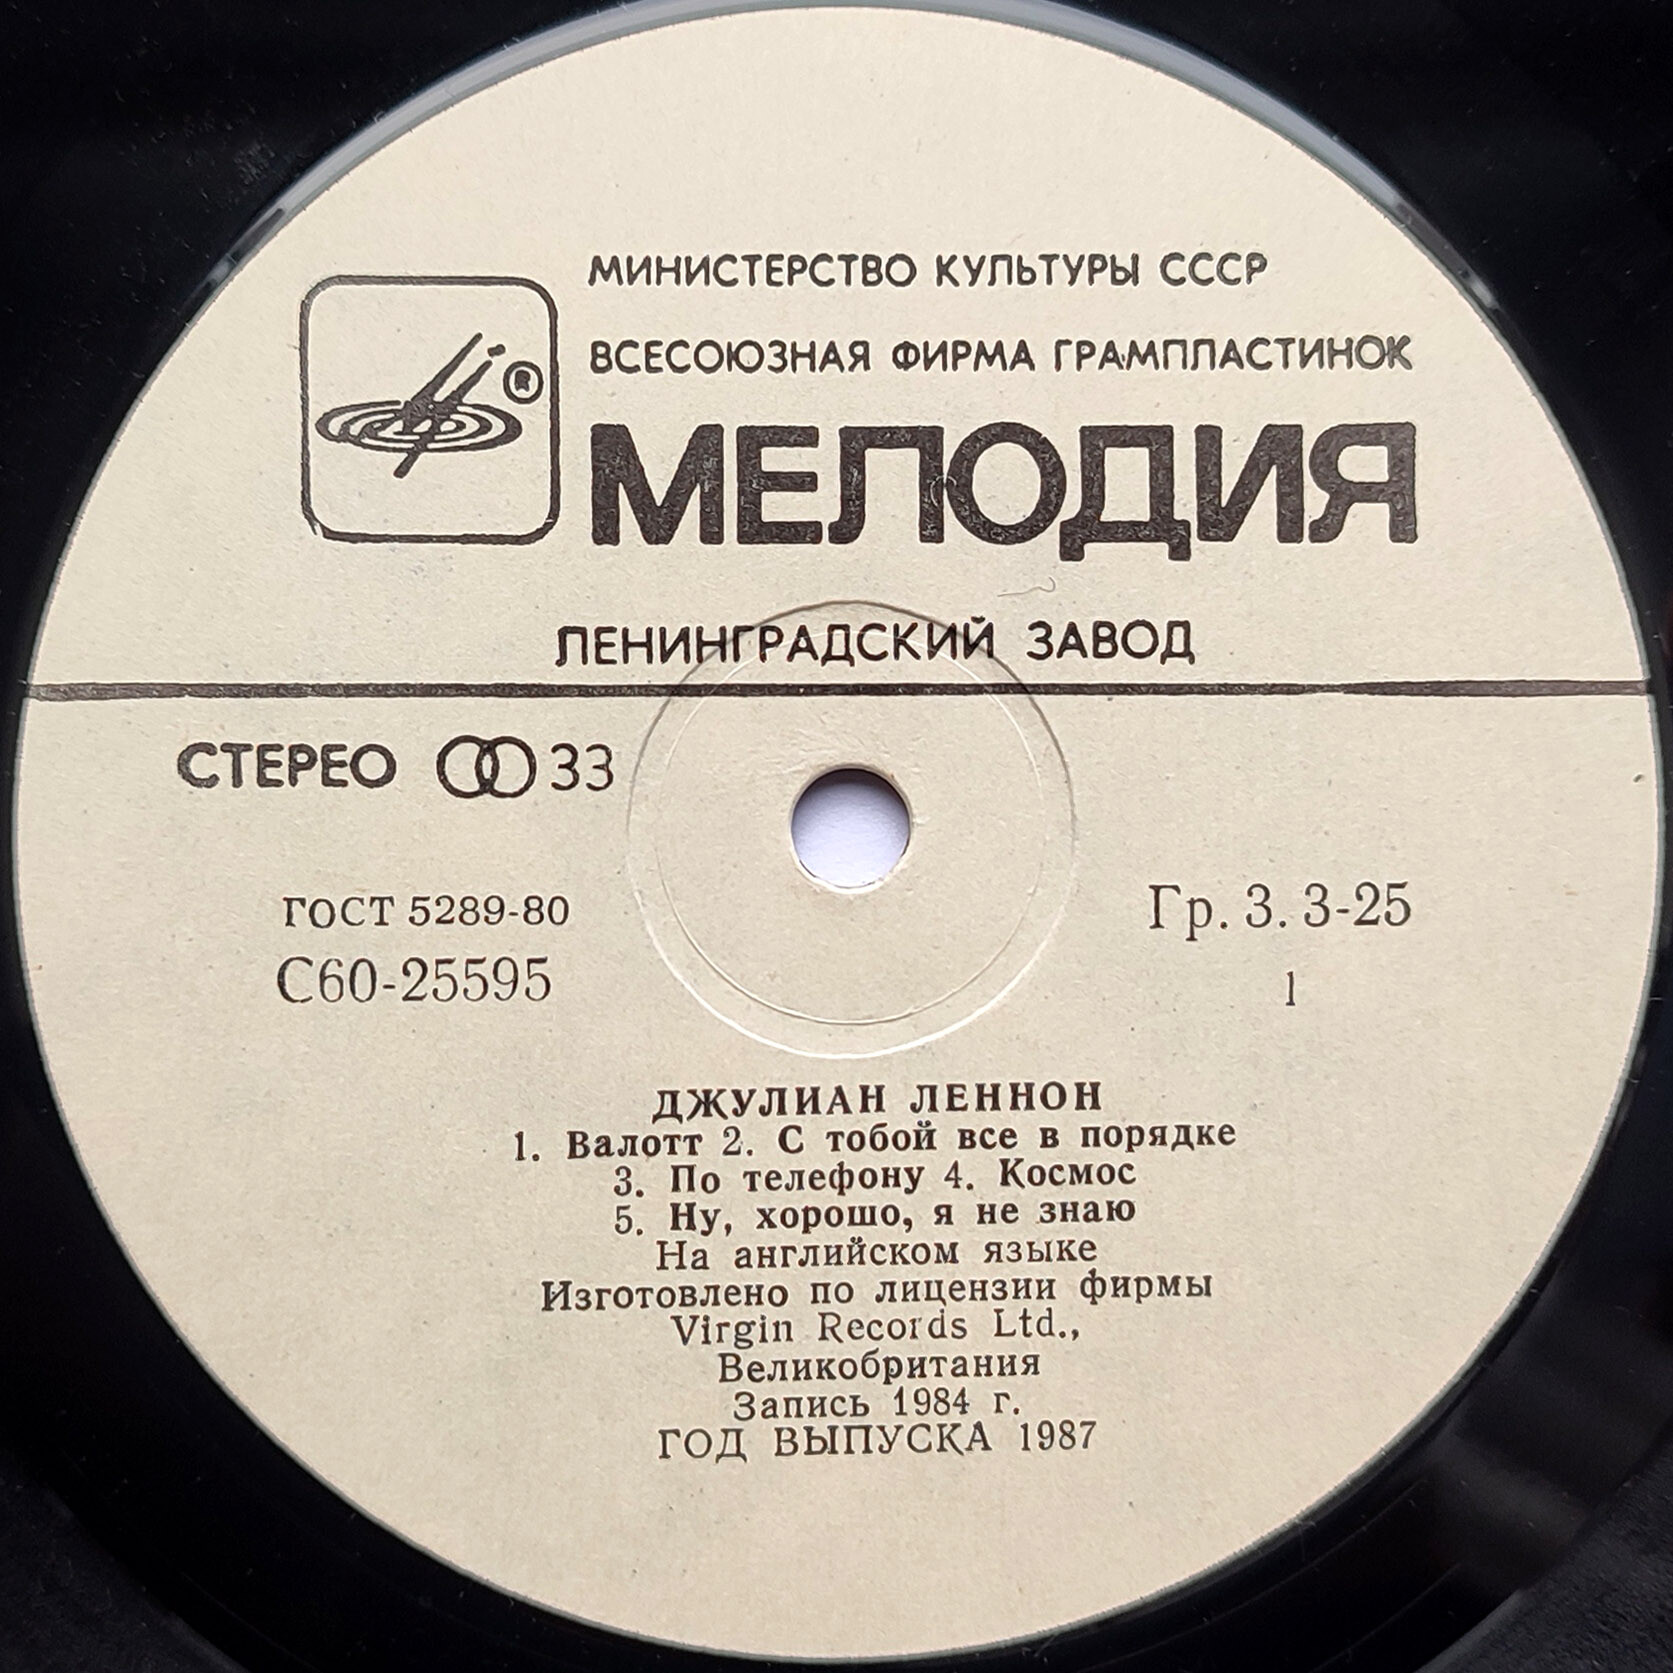 МИНИСТЕРСТВО КУЛЬТУРЫ СССР
ВСЕСОЮЗНАЯ ФИРМА ГРАМПЛАСТИНОК
®
МЕЛОДИЯ
ЛЕНИНГРАДСКИЙ ЗАВОД
СТЕРЕО 33
ГОСТ 5289-80
Гр. 3. 3-25
С60-25595
1
ДЖУЛИАН ЛЕННОН
1. Валотт 2. С тобой все в порядке
3. По телефону 4. Космос
5. Ну, хорошо, я не знаю
На английском языке
Изготовлено по лицензии фирмы
Virgin Records Ltd.,
Великобритания
Запись 1984 г.
ГОД ВЫПУСКА 1987